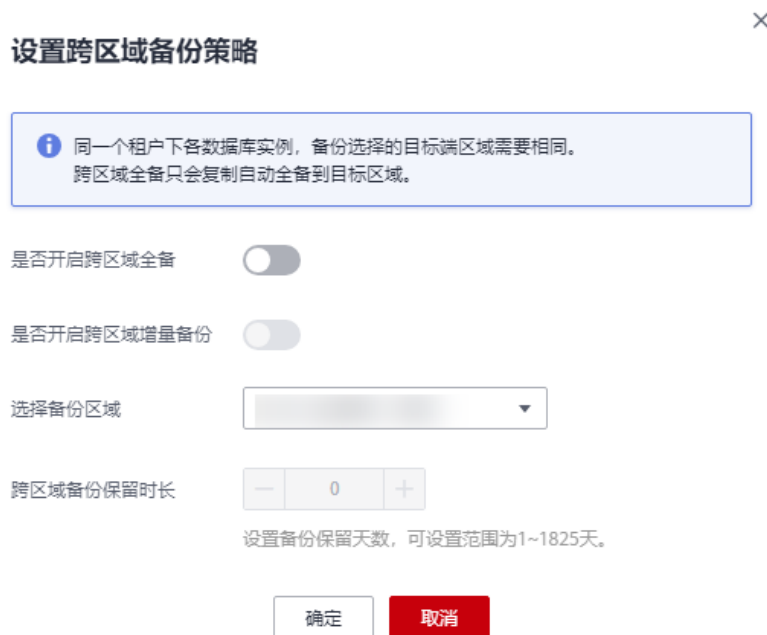 设置跨区域备份策略
同一个租户下各数据库实例，备份选择的目标端区域需要相同。
跨区域全备只会复制自动全备到目标区域。
是否开启跨区域全备
是否开启跨区域增量备份
选择备份区域
跨区域备份保留时长
0
设置备份保留天数，可设置范围为1~1825天。
确定 取消